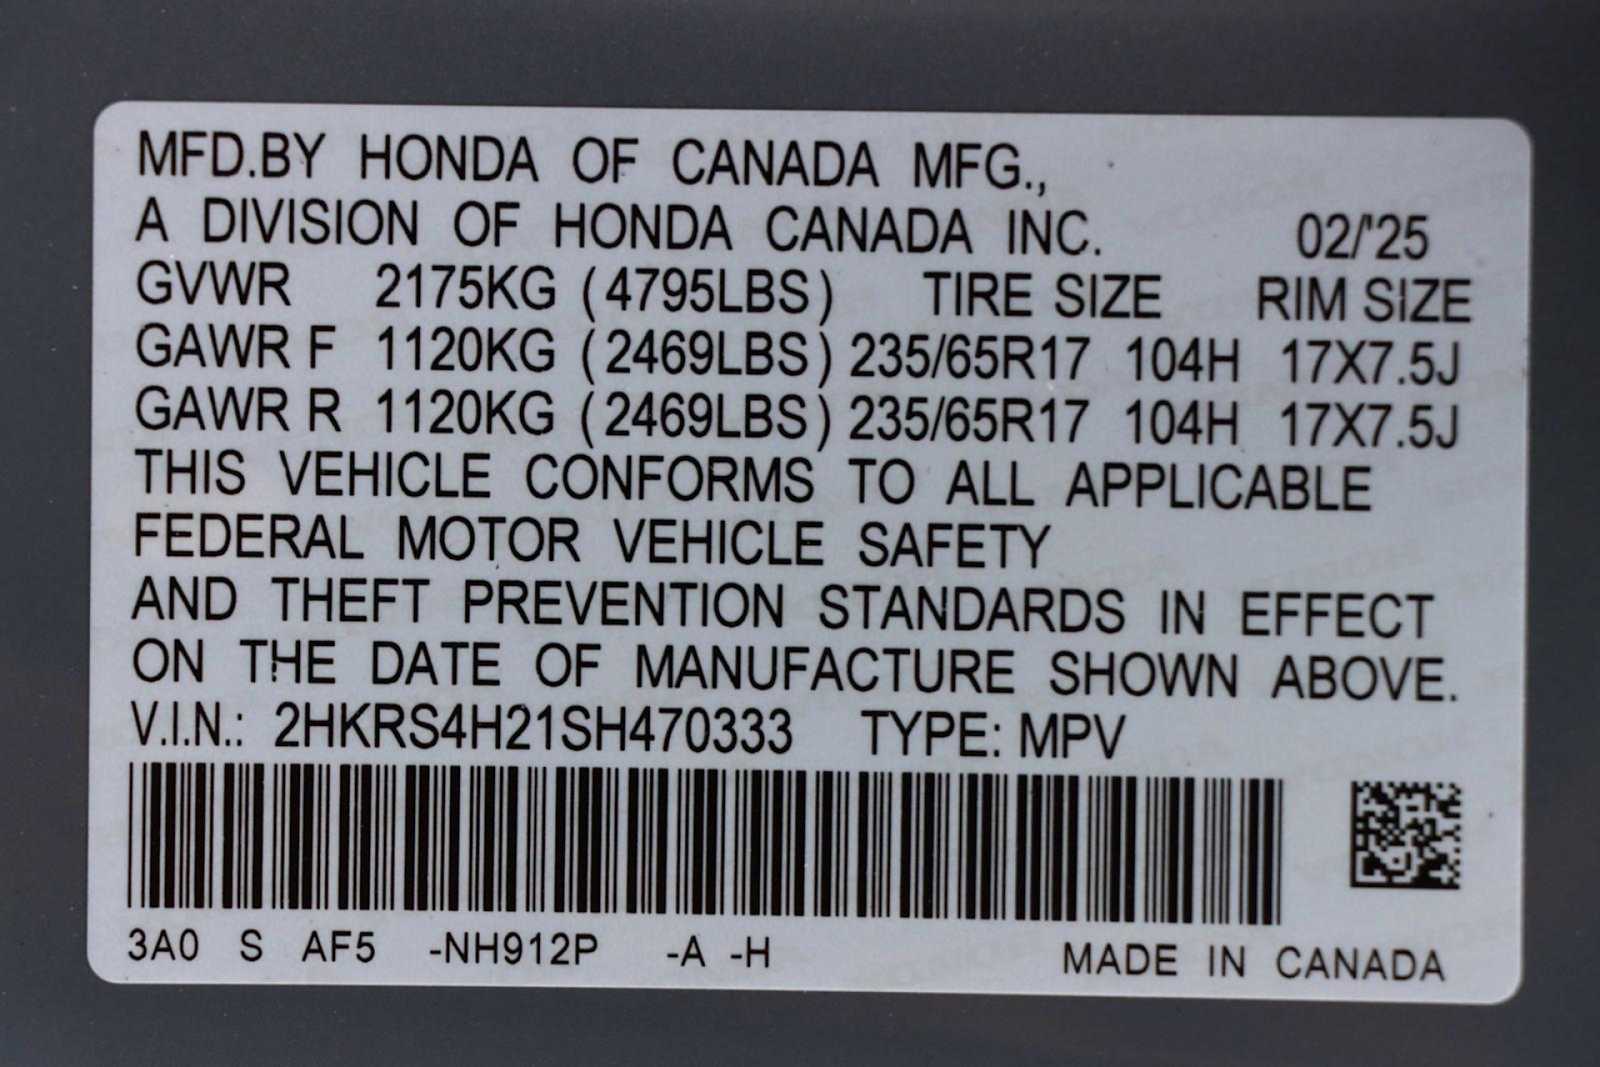 MFD.BY HONDA OF CANADA MFG.,
A DIVISION OF HONDA CANADA INC. 02/'25
GVWR 2175KG (4795LBS) TIRE SIZE RIM SIZE
GAWR F 1120KG (2469LBS) 235/65R17 104H 17X7.5J
GAWR R 1120KG (2469LBS) 235/65R17 104H 17X7.5J
THIS VEHICLE CONFORMS TO ALL APPLICABLE
FEDERAL MOTOR VEHICLE SAFETY
AND THEFT PREVENTION STANDARDS IN EFFECT
ON THE DATE OF MANUFACTURE SHOWN ABOVE.
V.I.N.: 2HKRS4H21SH470333 TYPE: MPV
3A0 S AF5 -NH912P -A -H MADE IN CANADA